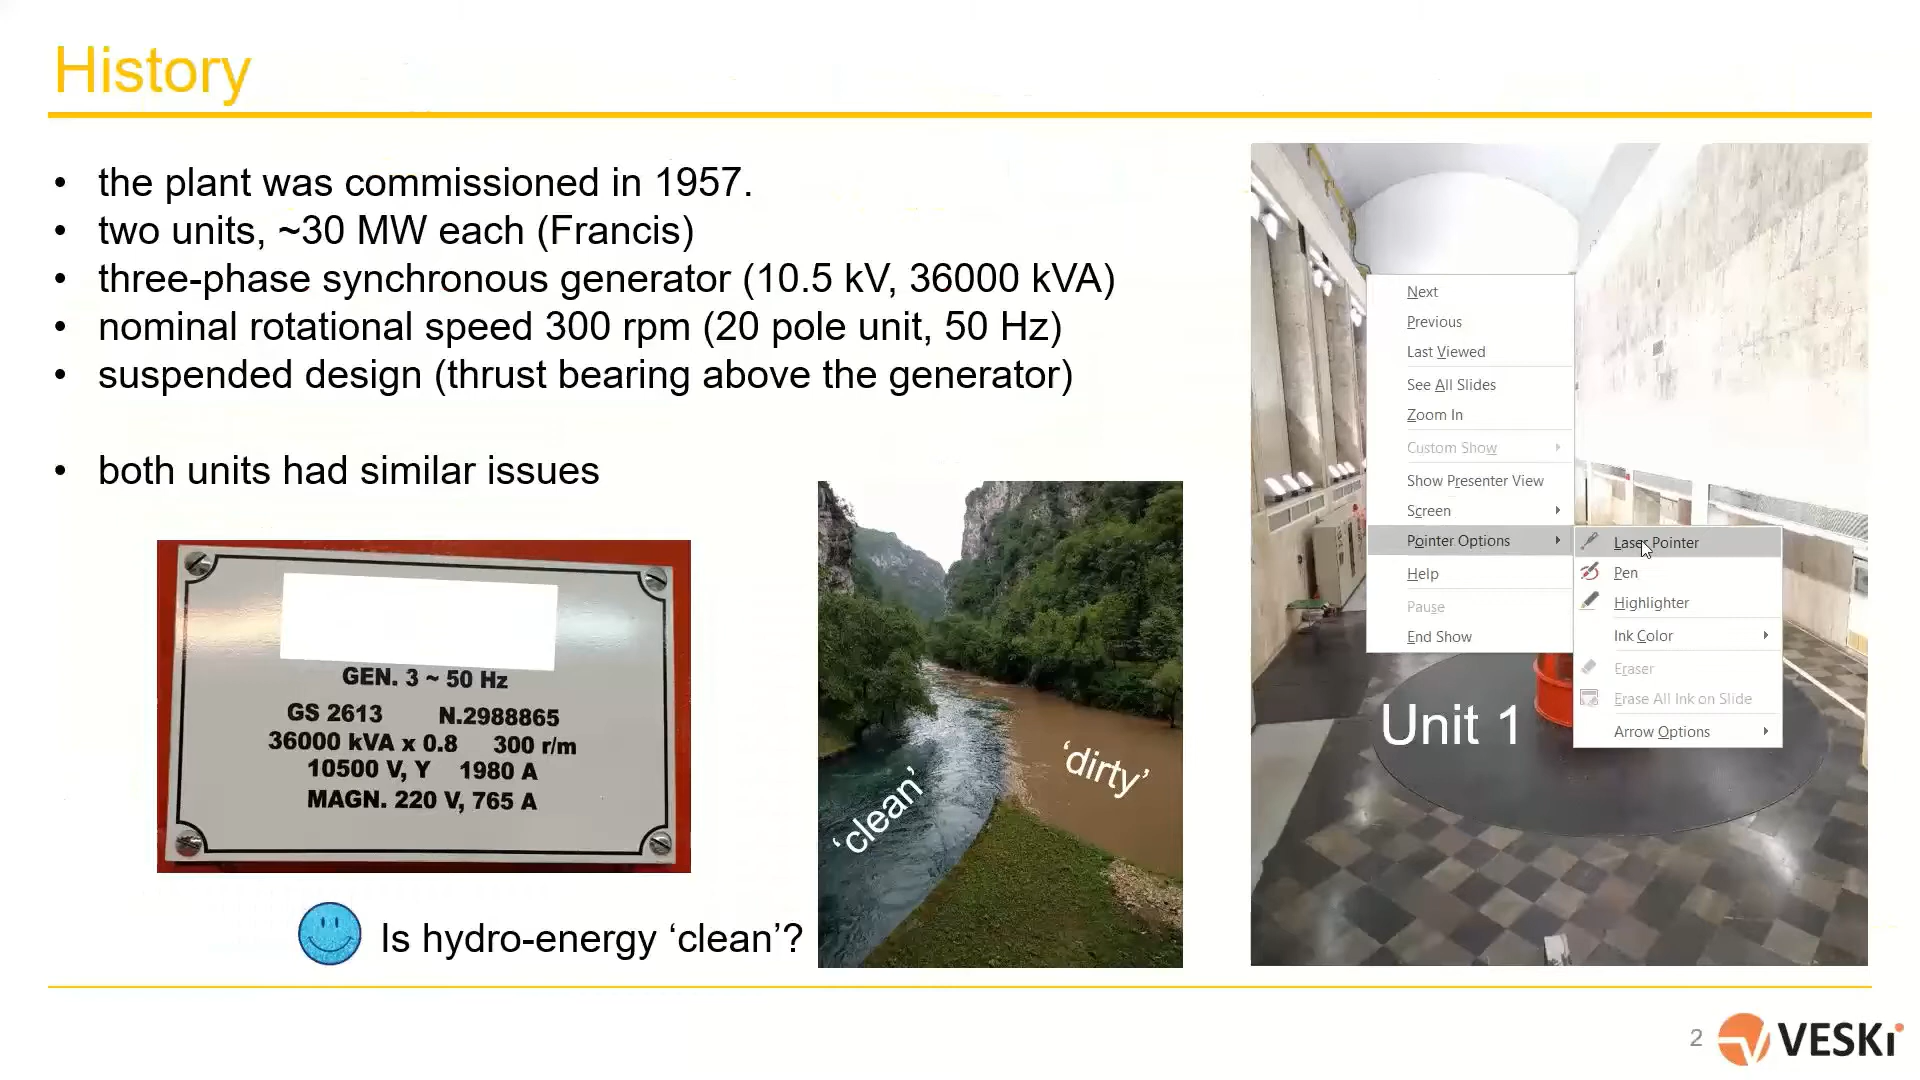 History
• the plant was commissioned in 1957.
• two units, ~30 MW each (Francis)
• three-phase synchronous generator (10.5 kV, 36000 kVA)
• nominal rotational speed 300 rpm (20 pole unit, 50 Hz)
• suspended design (thrust bearing above the generator)
• both units had similar issues
GEN. 3 ~ 50 Hz
GS 2613 N.2988865
36000 kVA x 0.8 300 r/m
10500 V, Y 1980 A
MAGN. 220 V, 765 A
Is hydro-energy ‘clean’?
‘clean’
‘dirty’
Next
Previous
Last Viewed
See All Slides
Zoom In
Custom Show
Show Presenter View
Screen
Pointer Options
Help
Pause
End Show
Laser Pointer
Pen
Highlighter
Ink Color
Eraser
Erase All Ink on Slide
Arrow Options
Unit 1
2
VESKi